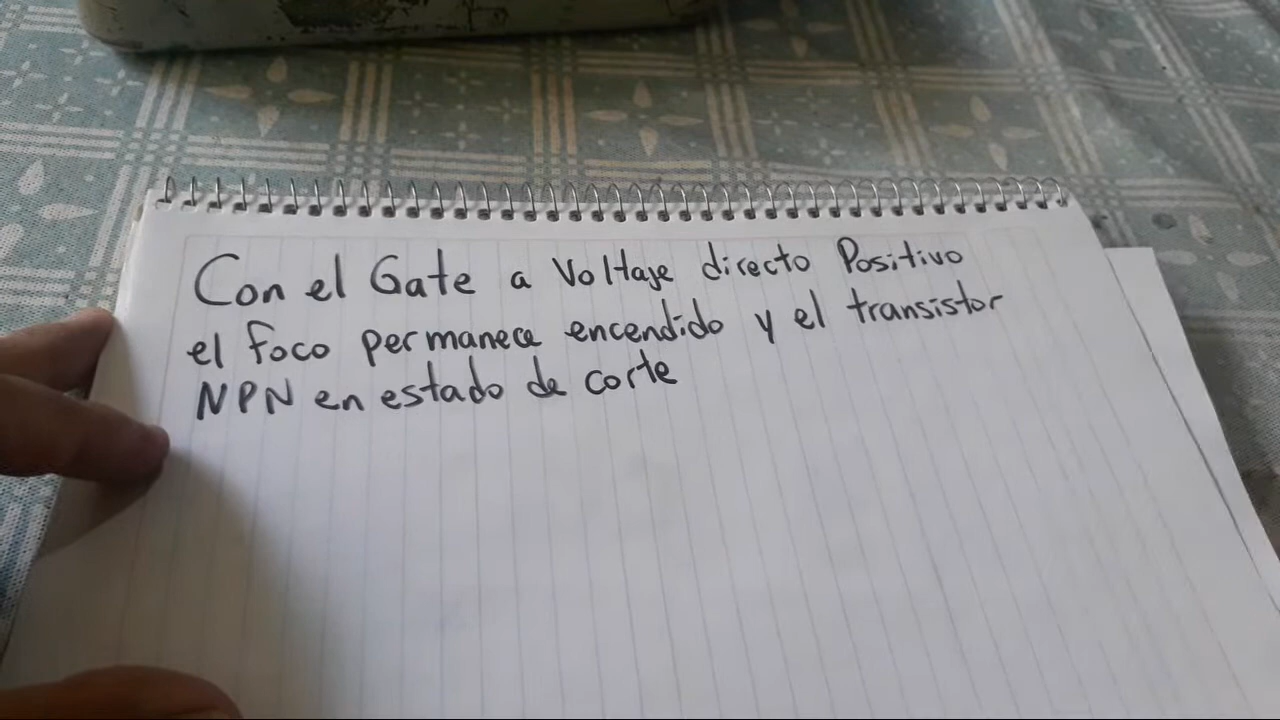 Con el Gate a Voltaje directo Positivo
el foco permanece encendido y el transistor
NPN en estado de corte